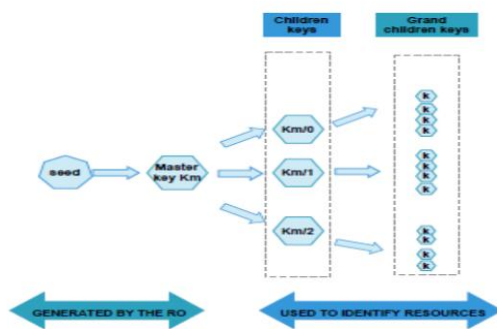 Children
keys
Grand
children keys
k
k
k
k
Km/0
seed
Master
key Km
Km/1
k
k
k
k
Km/2
k
k
k
k
GENERATED BY THE RO
USED TO IDENTIFY RESOURCES